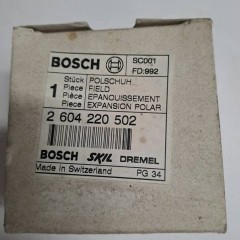 BOSCH
SC001
FD:992
1 Stück POLSCHUH
Piece FIELD
Pièce EPANOUISSEMENT
Pieza EXPANSION POLAR
2 604 220 502
BOSCH SKIL DREMEL
Made in Switzerland PG 34